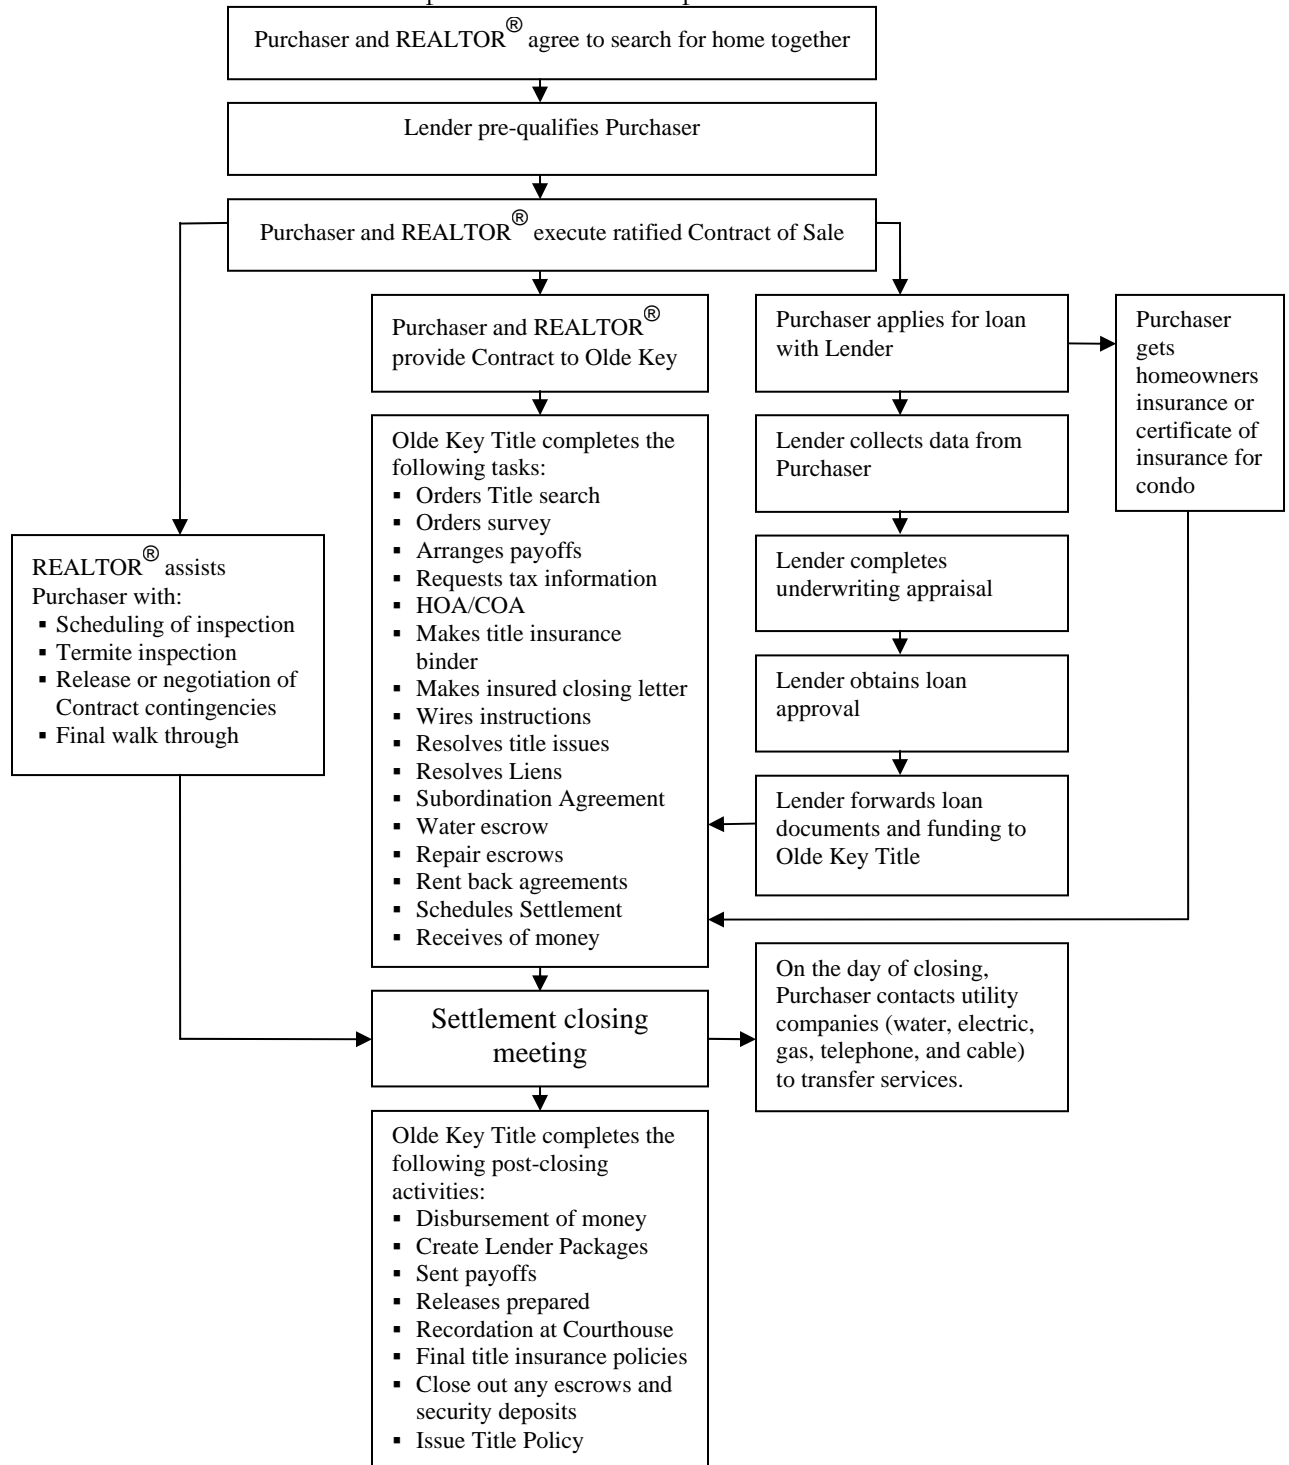 Purchaser and REALTOR® agree to search for home together
Lender pre-qualifies Purchaser
Purchaser and REALTOR® execute ratified Contract of Sale
Purchaser and REALTOR®
provide Contract to Olde Key
Purchaser applies for loan
with Lender
Purchaser
gets
homeowners
insurance or
certificate of
insurance for
condo
Olde Key Title completes the
following tasks:
▪ Orders Title search
▪ Orders survey
▪ Arranges payoffs
▪ Requests tax information
▪ HOA/COA
▪ Makes title insurance
binder
▪ Makes insured closing letter
▪ Wires instructions
▪ Resolves title issues
▪ Resolves Liens
▪ Subordination Agreement
▪ Water escrow
▪ Repair escrows
▪ Rent back agreements
▪ Schedules Settlement
▪ Receives of money
Lender collects data from
Purchaser
Lender completes
underwriting appraisal
Lender obtains loan
approval
Lender forwards loan
documents and funding to
Olde Key Title
REALTOR® assists
Purchaser with:
▪ Scheduling of inspection
▪ Termite inspection
▪ Release or negotiation of
Contract contingencies
▪ Final walk through
Settlement closing
meeting
On the day of closing,
Purchaser contacts utility
companies (water, electric,
gas, telephone, and cable)
to transfer services.
Olde Key Title completes the
following post-closing
activities:
▪ Disbursement of money
▪ Create Lender Packages
▪ Sent payoffs
▪ Releases prepared
▪ Recordation at Courthouse
▪ Final title insurance policies
▪ Close out any escrows and
security deposits
▪ Issue Title Policy